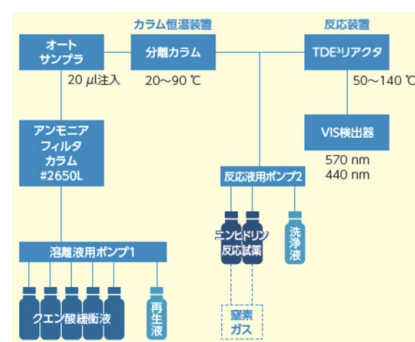 カラム恒温装置
反応装置
オート
サンプラ
分離カラム
TDE³リアクタ
20 µl注入
20〜90 ℃
50〜140 ℃
アンモニア
フィルタ
カラム
#2650L
VIS検出器
570 nm
440 nm
反応液用ポンプ2
ニンヒドリン
反応試薬
洗浄液
溶離液用ポンプ1
クエン酸緩衝液
再生液
窒素
ガス